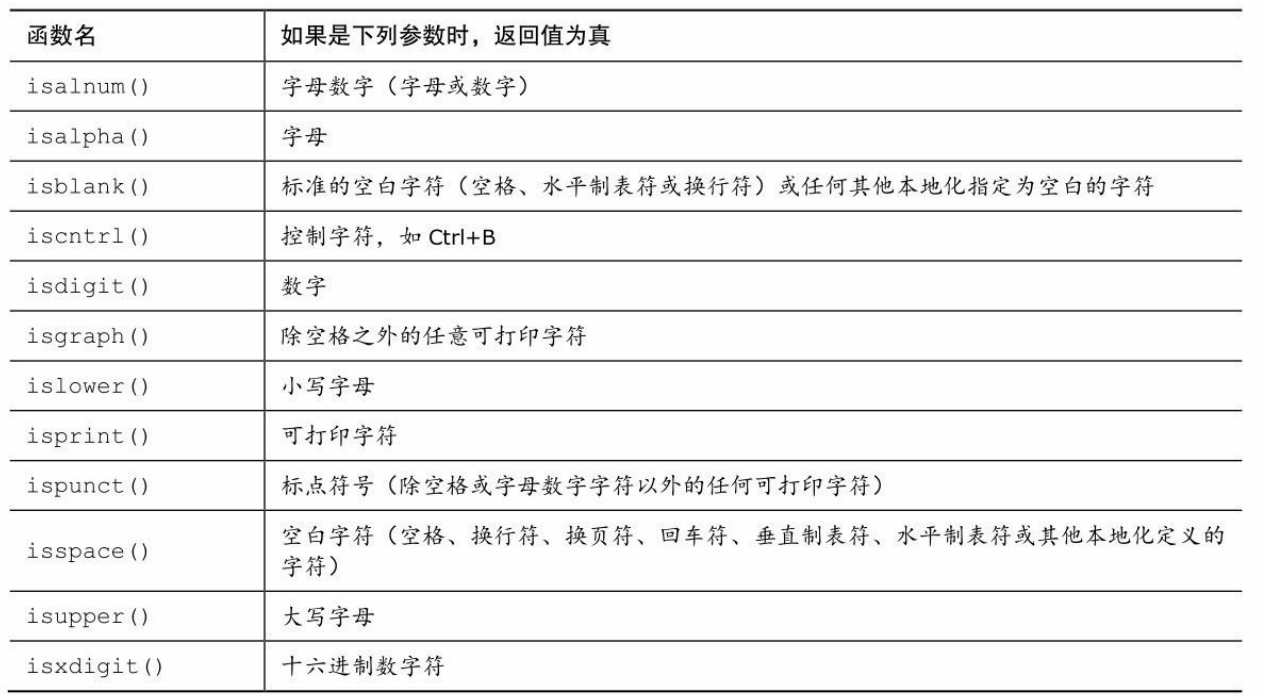 函数名 如果是下列参数时，返回值为真
isalnum() 字母数字（字母或数字）
isalpha() 字母
isblank() 标准的空白字符（空格、水平制表符或换行符）或任何其他本地化指定为空白的字符
iscntrl() 控制字符，如 Ctrl+B
isdigit() 数字
isgraph() 除空格之外的任意可打印字符
islower() 小写字母
isprint() 可打印字符
ispunct() 标点符号（除空格或字母数字字符以外的任何可打印字符）
isspace() 空白字符（空格、换行符、换页符、回车符、垂直制表符、水平制表符或其他本地化定义的
字符）
isupper() 大写字母
isxdigit() 十六进制数字符